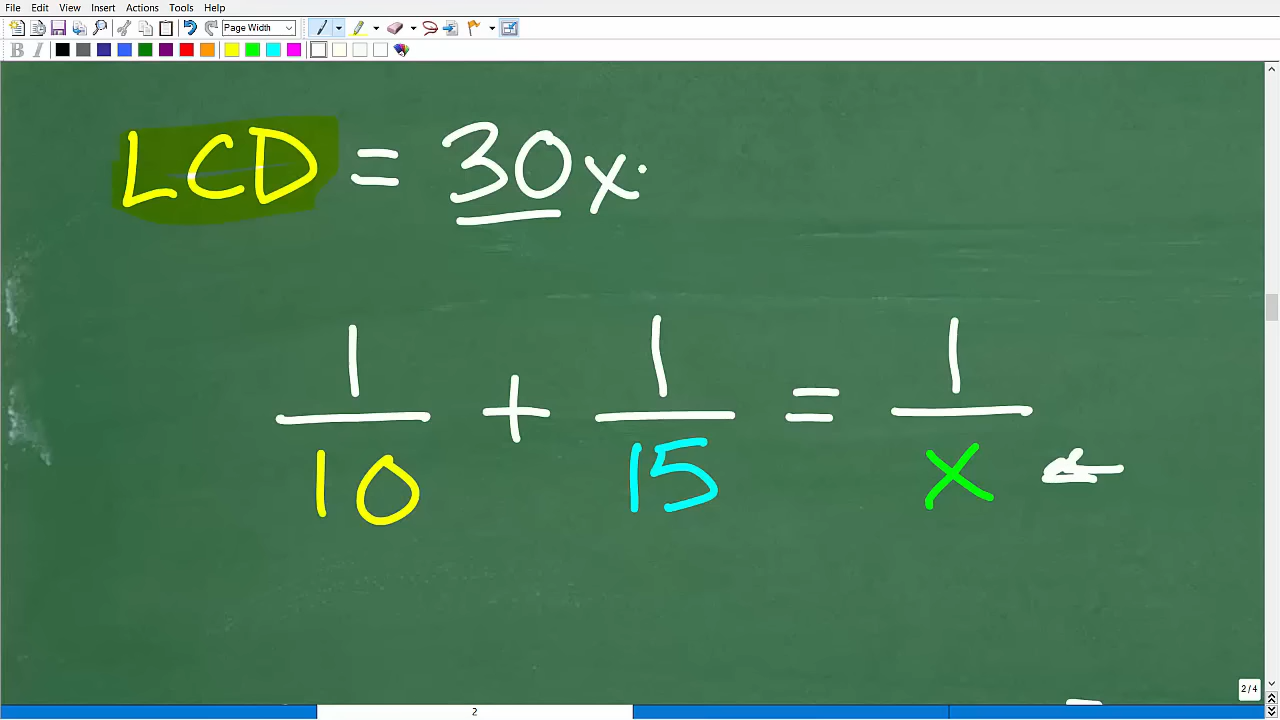 File Edit View Insert Actions Tools Help
Page Width
B I
LCD = 30x
1/10 + 1/15 = 1/x
2/4
2